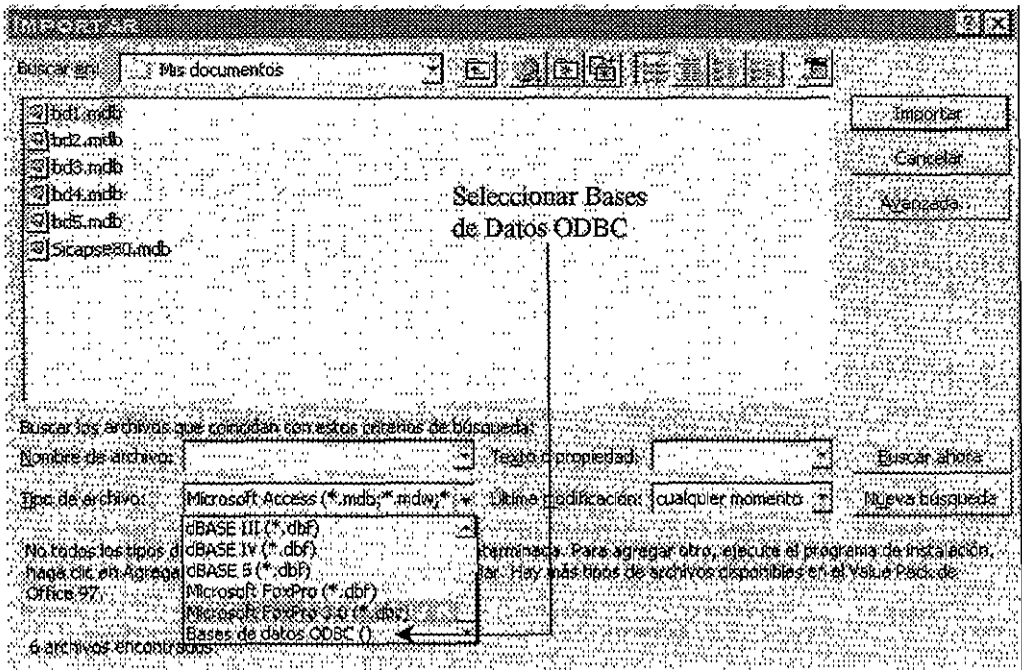 IMPORTAR
Buscar en: Mis documentos
bd1.mdb
bd2.mdb
bd3.mdb
bd4.mdb
bd5.mdb
Sicapse80.mdb
Importar
Cancelar
Avanzada...
Seleccionar Bases
de Datos ODBC
Buscar los archivos que coincidan con estos criterios de búsqueda:
Nombre de archivo:
Texto o propiedad:
Buscar ahora
Tipo de archivo: Microsoft Access (*.mdb;*.mdw;*
Última modificación: cualquier momento
Nueva búsqueda
dBASE III (*.dbf)
dBASE IV (*.dbf)
dBASE 5 (*.dbf)
Microsoft FoxPro (*.dbf)
Microsoft FoxPro 3.0 (*.dbf)
Bases de datos ODBC ()
No todos los tipos d terminada. Para agregar otro, ejecute el programa de instalación,
haga clic en Agrega lar. Hay más tipos de archivos disponibles en el Value Pack de
Office 97.
6 archivos encontrados.